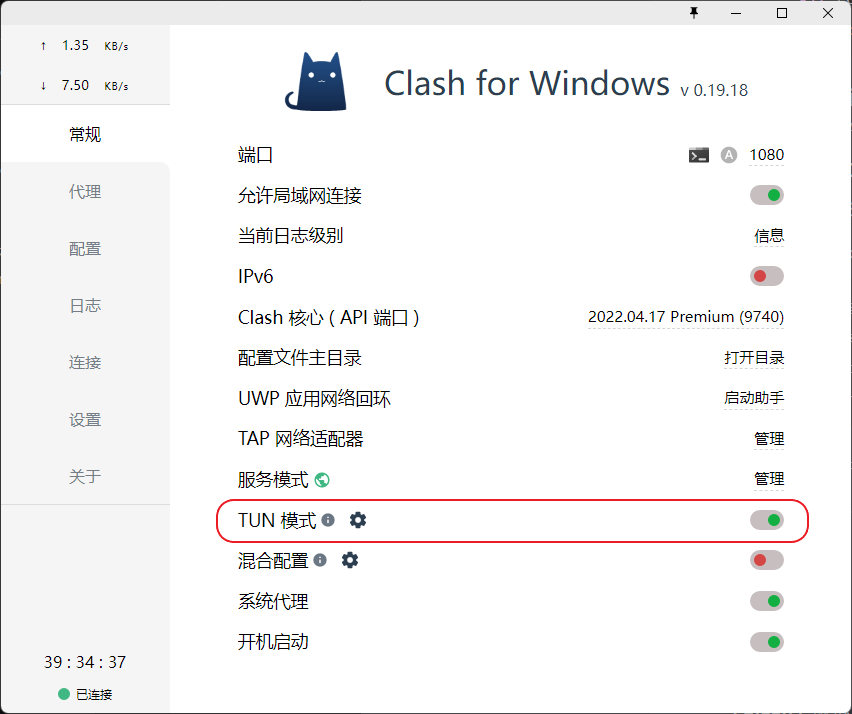 ↑ 1.35 KB/s
↓ 7.50 KB/s
常规
代理
配置
日志
连接
设置
关于
39 : 34 : 37
已连接
Clash for Windows v 0.19.18
端口 A 1080
允许局域网连接
当前日志级别 信息
IPv6
Clash 核心 ( API 端口 ) 2022.04.17 Premium (9740)
配置文件主目录 打开目录
UWP 应用网络回环 启动助手
TAP 网络适配器 管理
服务模式 管理
TUN 模式
混合配置
系统代理
开机启动